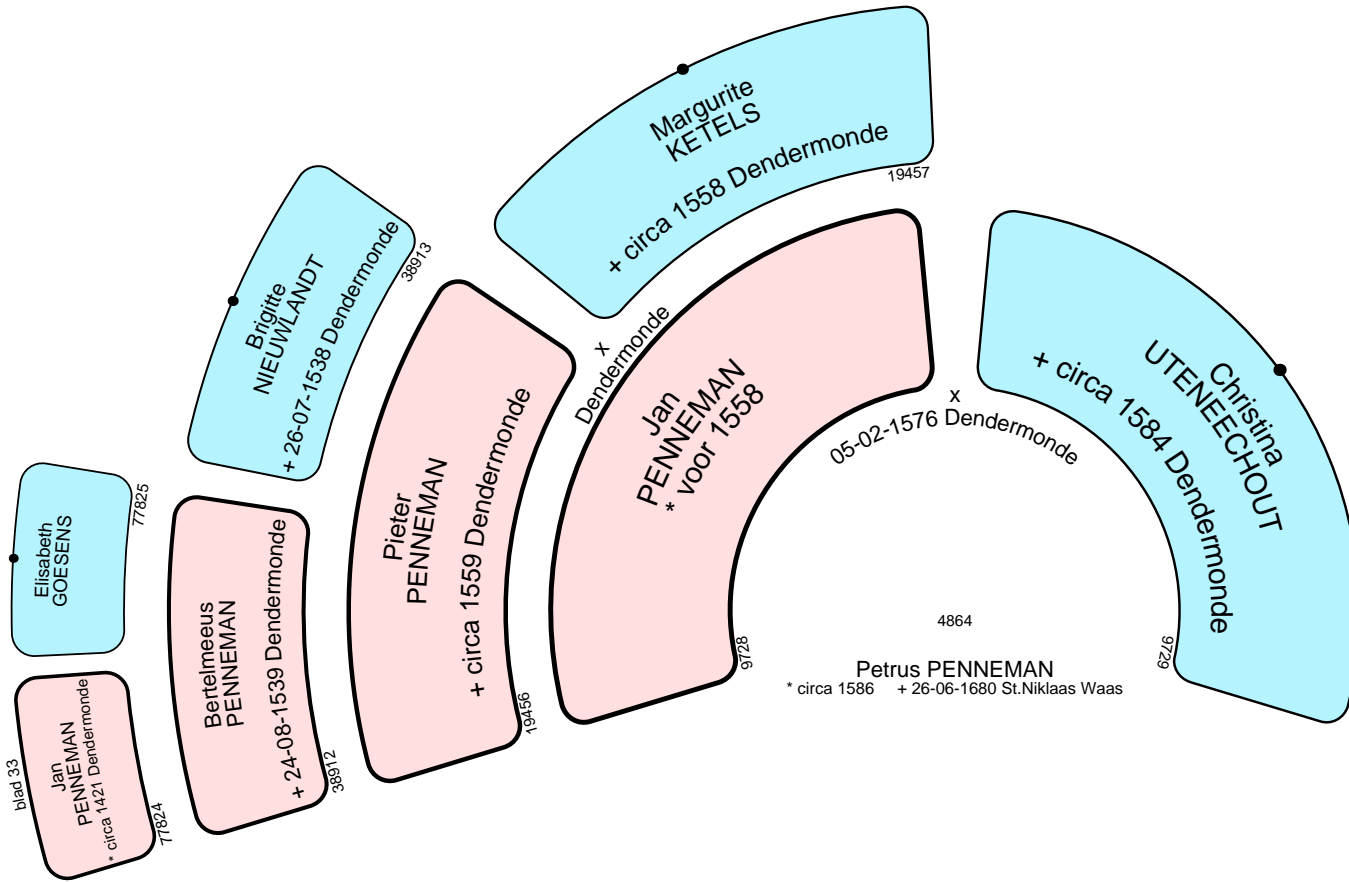 Margurite
KETELS
+ circa 1558 Dendermonde
19457
Brigitte
NIEUWLANDT
+ 26-07-1538 Dendermonde
38913
x
Dendermonde
Jan
PENNEMAN
* voor 1558
9728
x
05-02-1576 Dendermonde
Christina
UTENEECHOUT
+ circa 1584 Dendermonde
9729
Pieter
PENNEMAN
+ circa 1559 Dendermonde
19456
Elisabeth
GOESENS
77825
Bertelmeeus
PENNEMAN
+ 24-08-1539 Dendermonde
38912
blad 33
Jan
PENNEMAN
* circa 1421 Dendermonde
77824
4864
Petrus PENNEMAN
* circa 1586 + 26-06-1680 St.Niklaas Waas